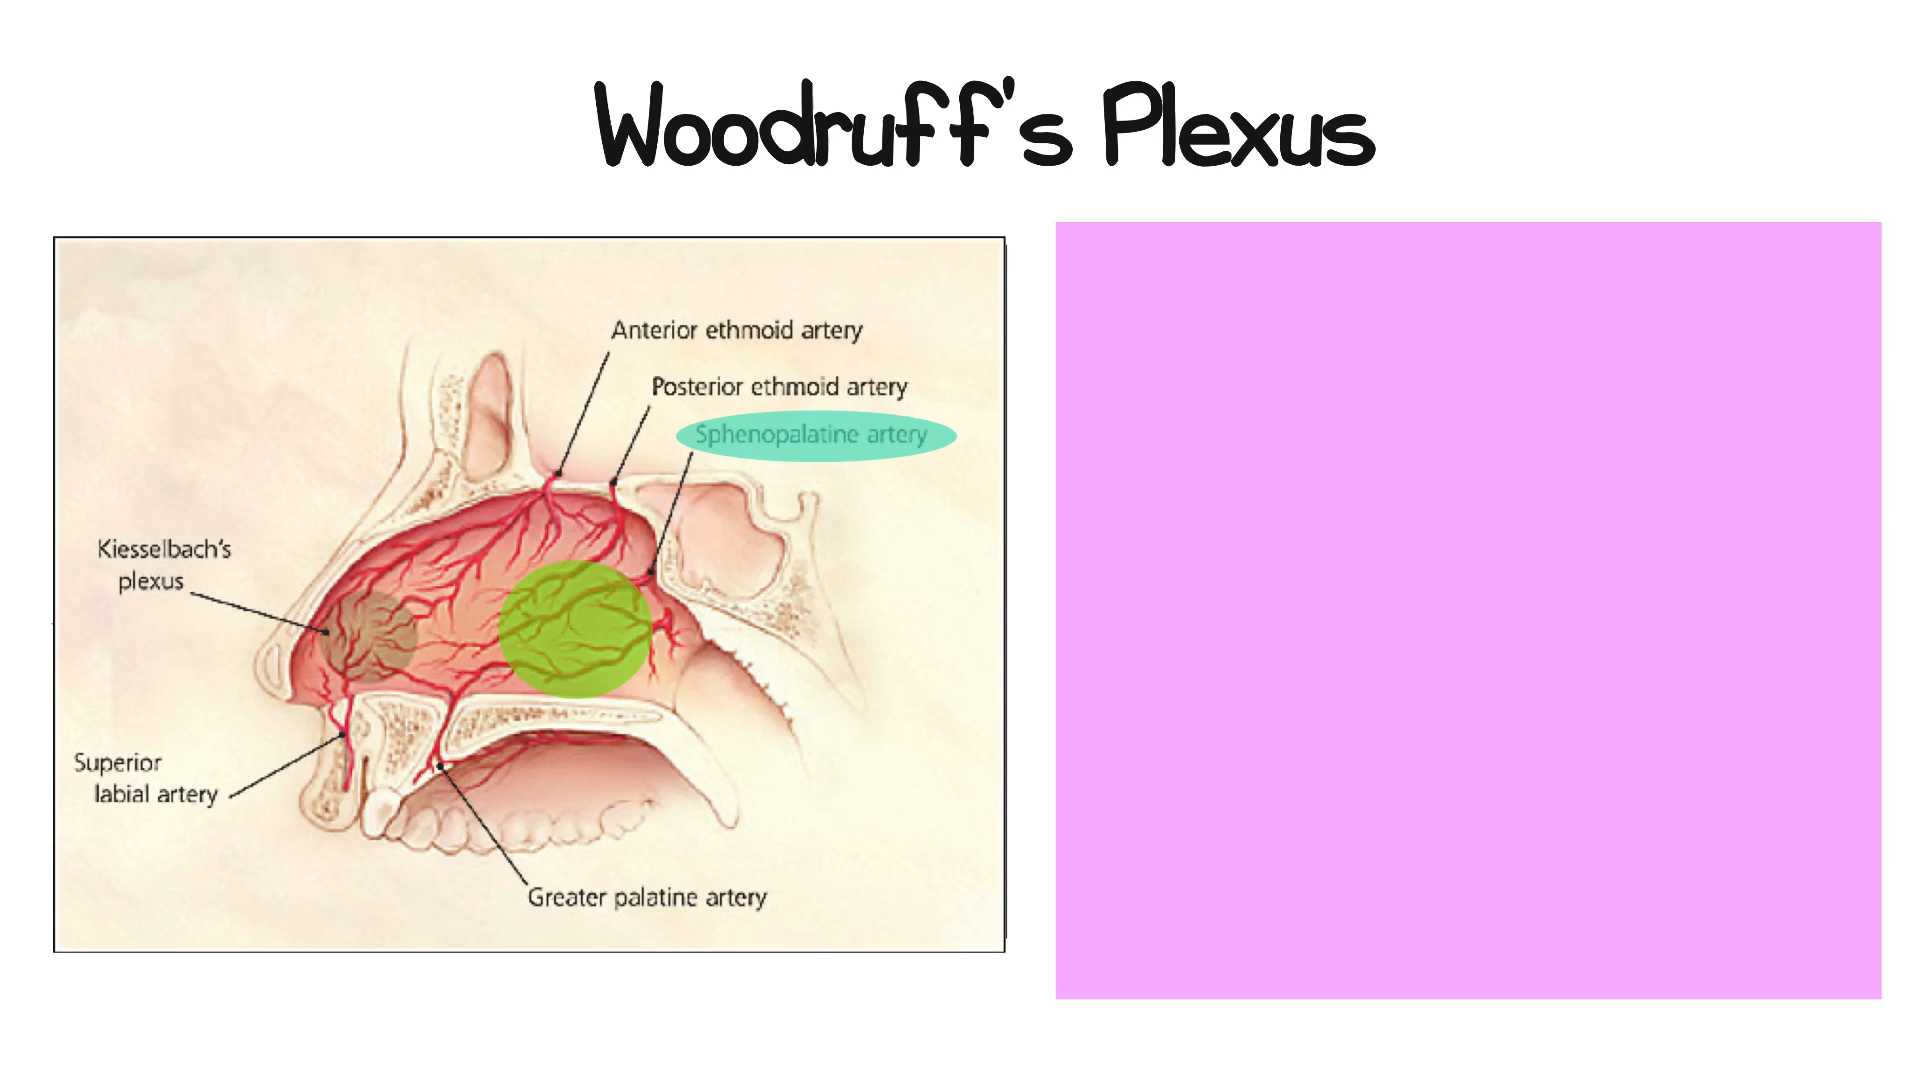 Woodruff's Plexus
Anterior ethmoid artery
Posterior ethmoid artery
Sphenopalatine artery
Kiesselbach's
plexus
Superior
labial artery
Greater palatine artery